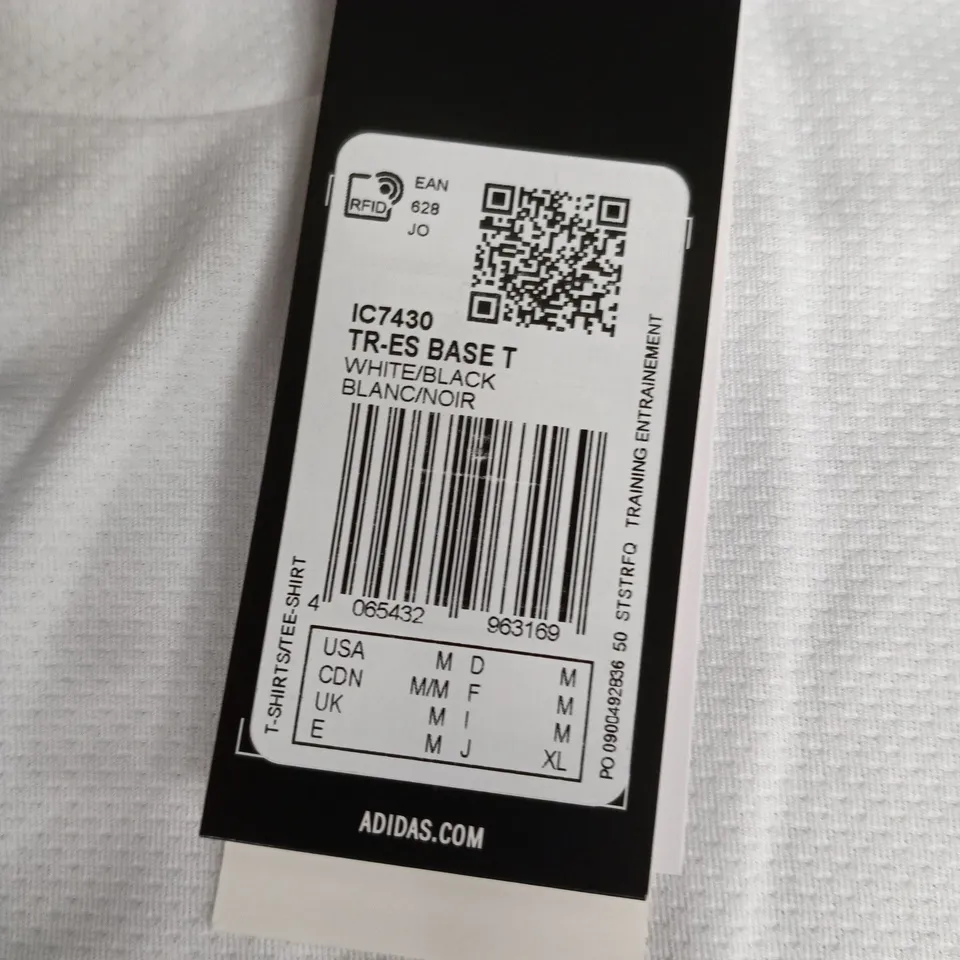 RFID
EAN
628
JO
IC7430
TR-ES BASE T
WHITE/BLACK
BLANC/NOIR
4 065432 963169
USA M D M
CDN M/M F M
UK M I M
E M J XL
T-SHIRTS/TEE-SHIRT
PO 0900492836 50 STSTRFQ TRAINING ENTRAINEMENT
ADIDAS.COM